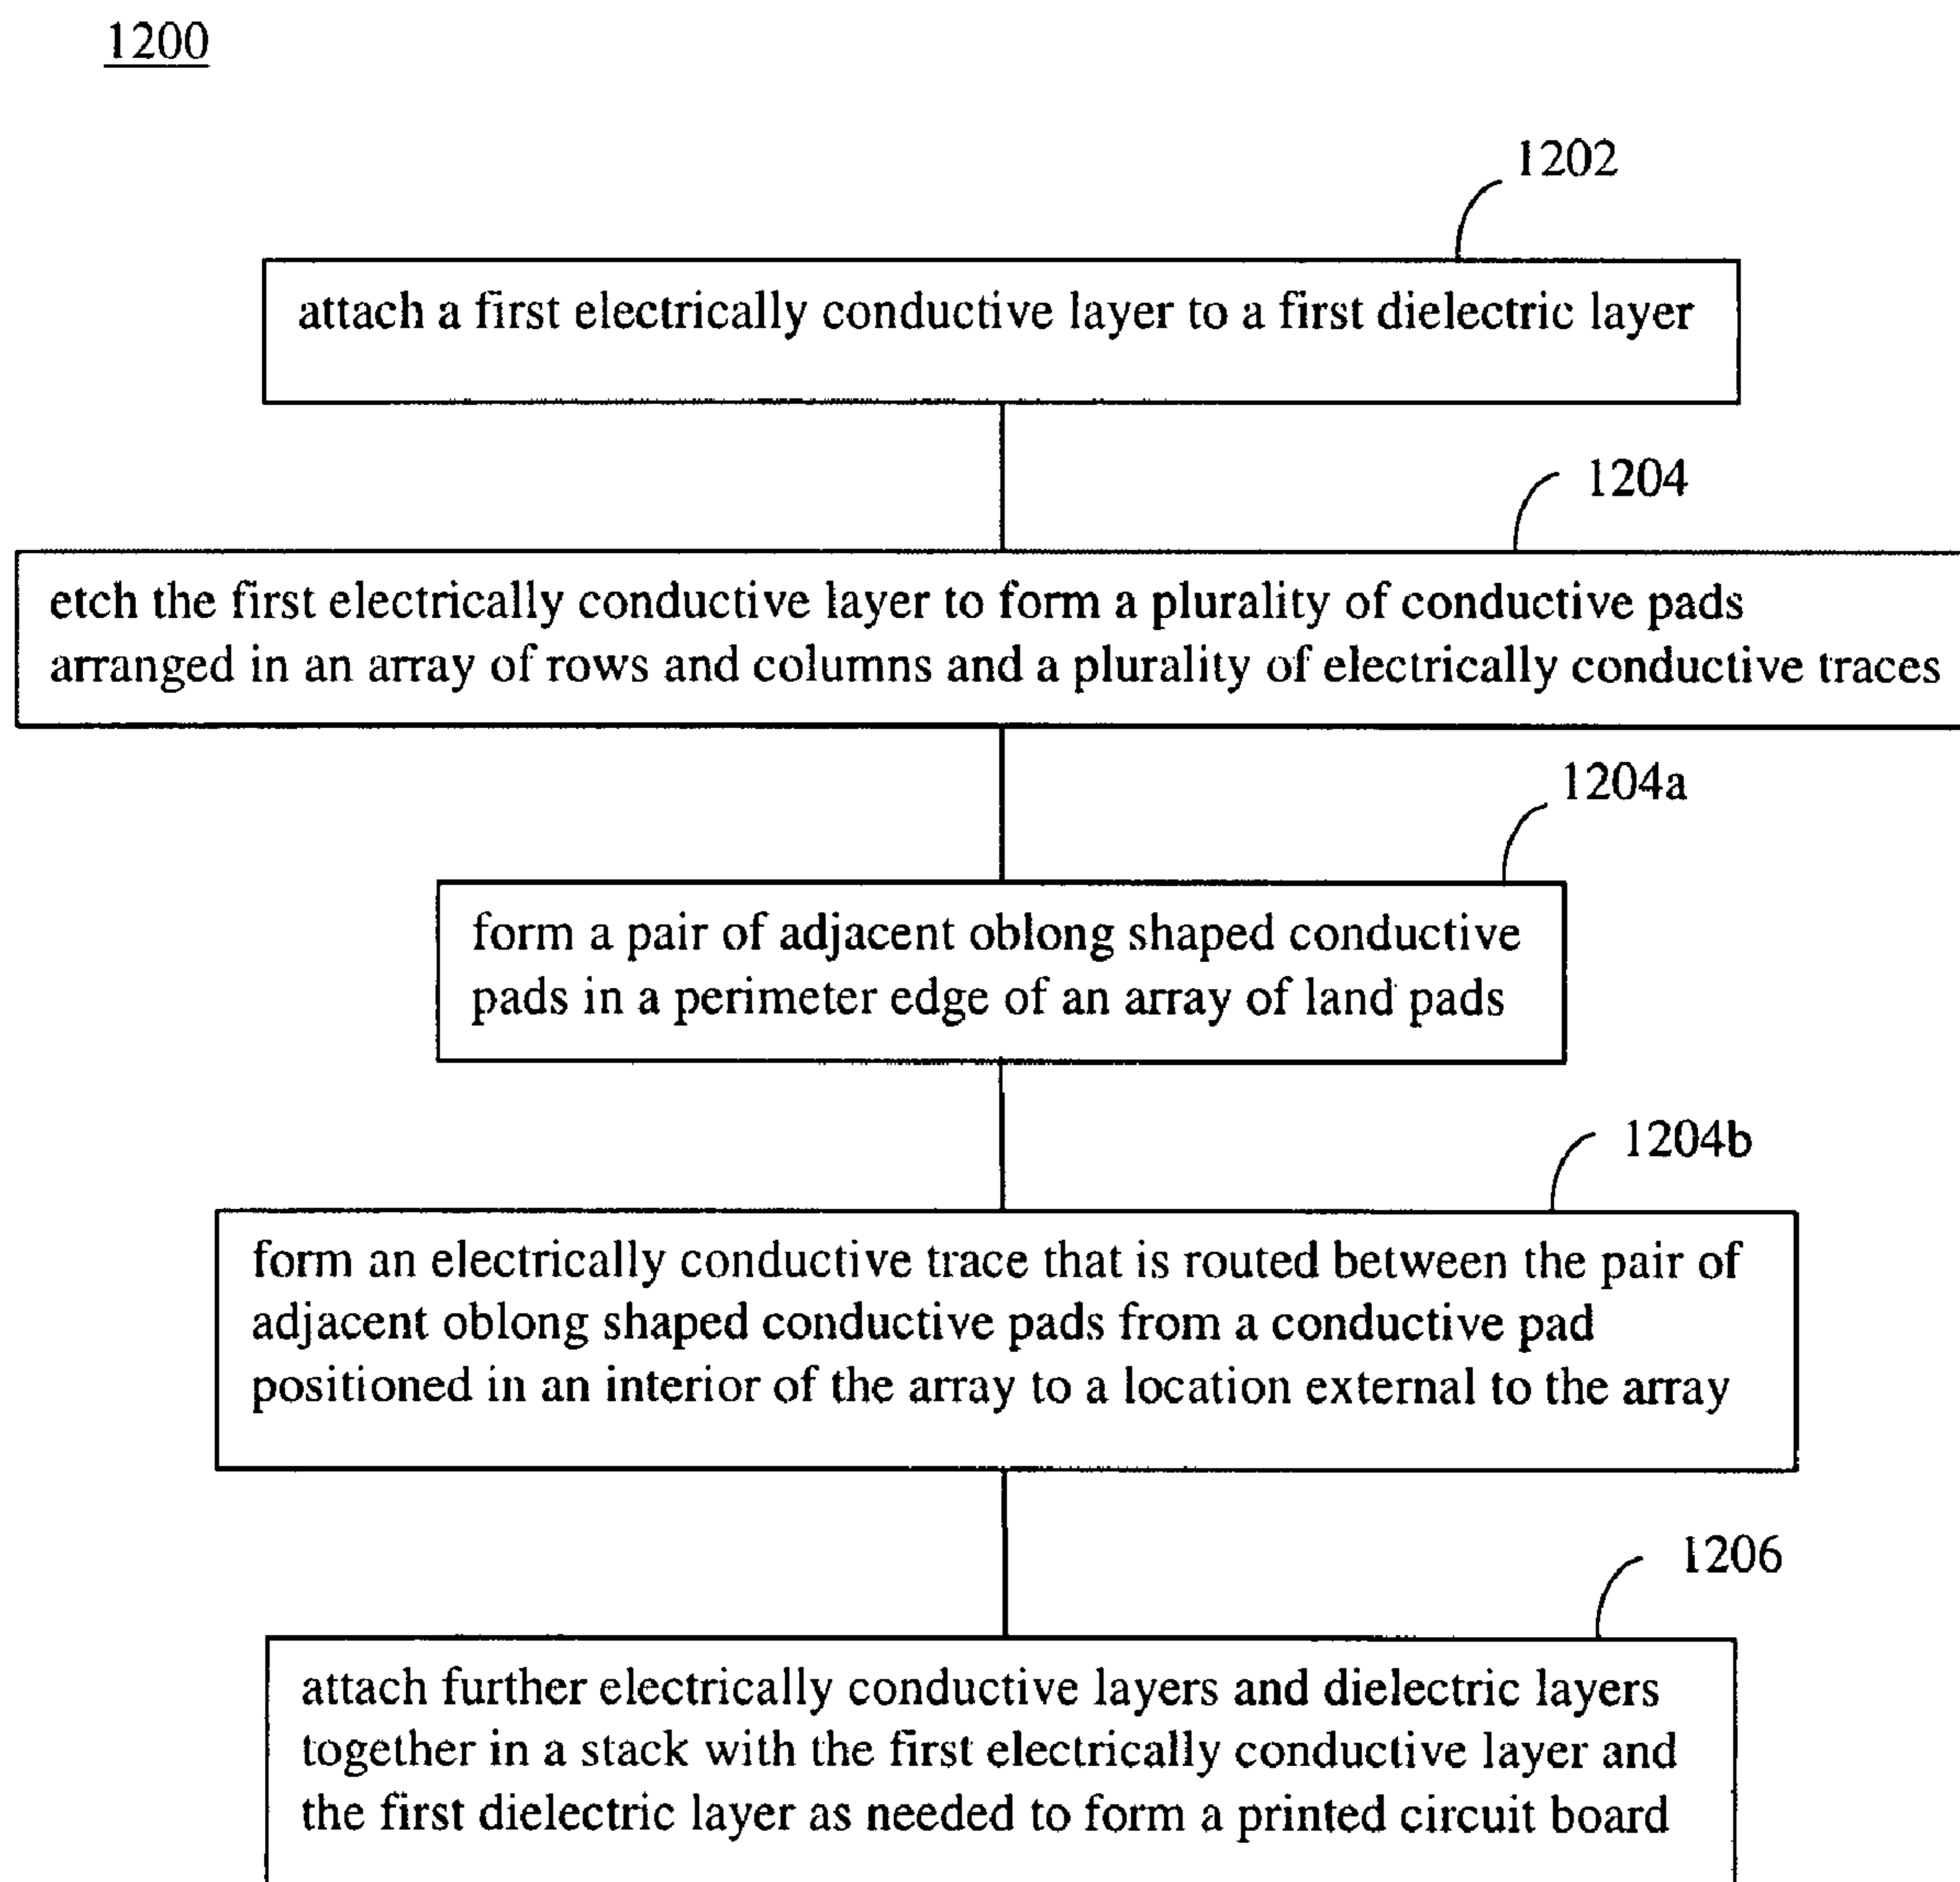 1200
1202
attach a first electrically conductive layer to a first dielectric layer
1204
etch the first electrically conductive layer to form a plurality of conductive pads
arranged in an array of rows and columns and a plurality of electrically conductive traces
1204a
form a pair of adjacent oblong shaped conductive
pads in a perimeter edge of an array of land pads
1204b
form an electrically conductive trace that is routed between the pair of
adjacent oblong shaped conductive pads from a conductive pad
positioned in an interior of the array to a location external to the array
1206
attach further electrically conductive layers and dielectric layers
together in a stack with the first electrically conductive layer and
the first dielectric layer as needed to form a printed circuit board